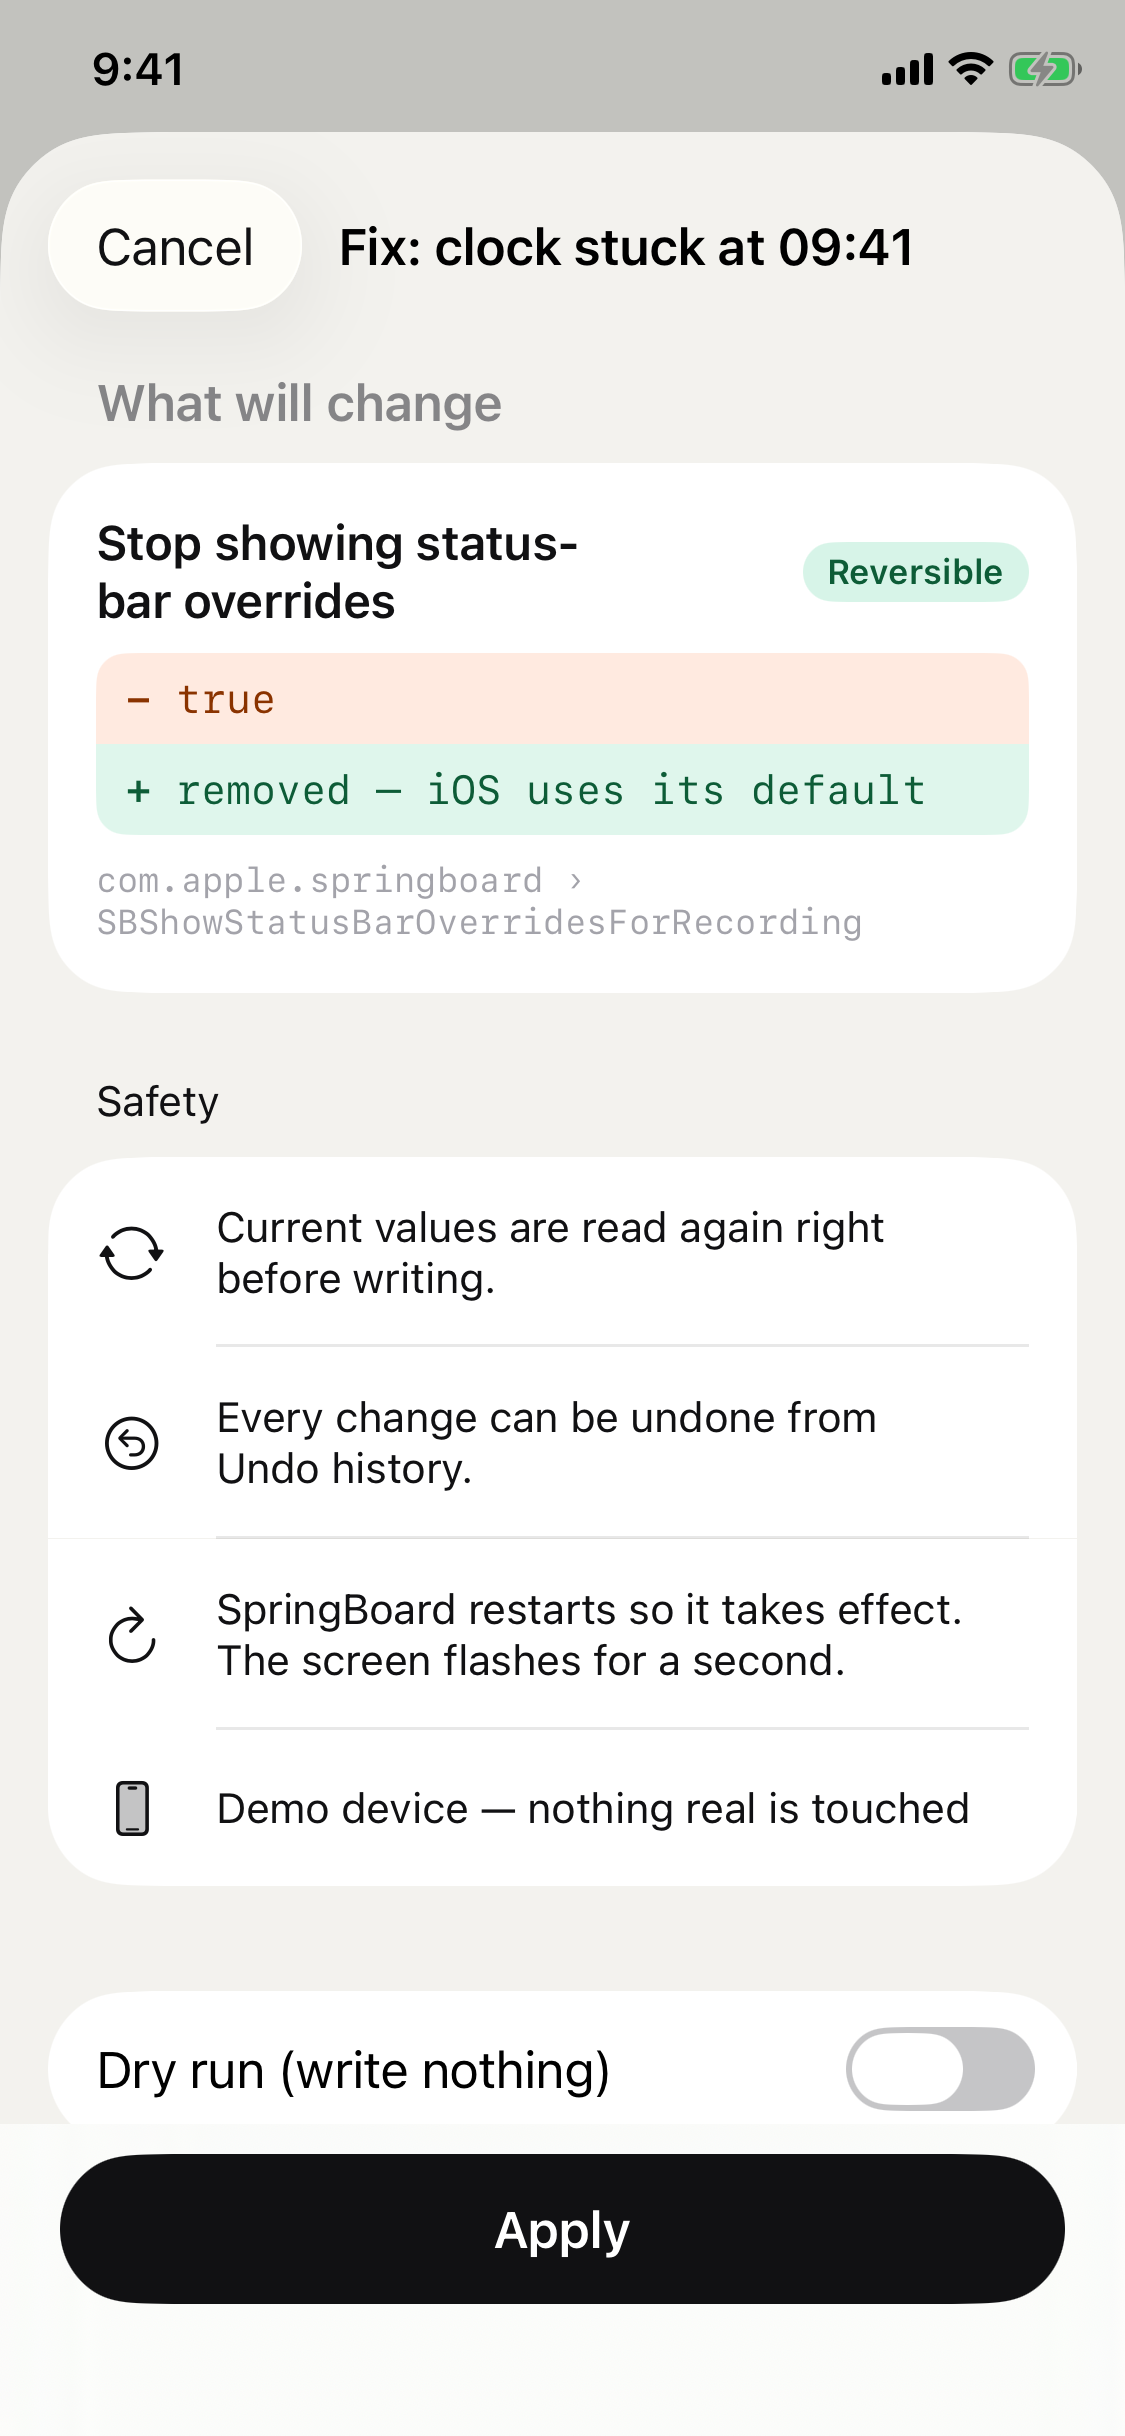 9:41
Cancel
Fix: clock stuck at 09:41
What will change
Stop showing status-
bar overrides
Reversible
− true
+ removed — iOS uses its default
com.apple.springboard ›
SBShowStatusBarOverridesForRecording
Safety
Current values are read again right
before writing.
Every change can be undone from
Undo history.
SpringBoard restarts so it takes effect.
The screen flashes for a second.
Demo device — nothing real is touched
Dry run (write nothing)
Apply